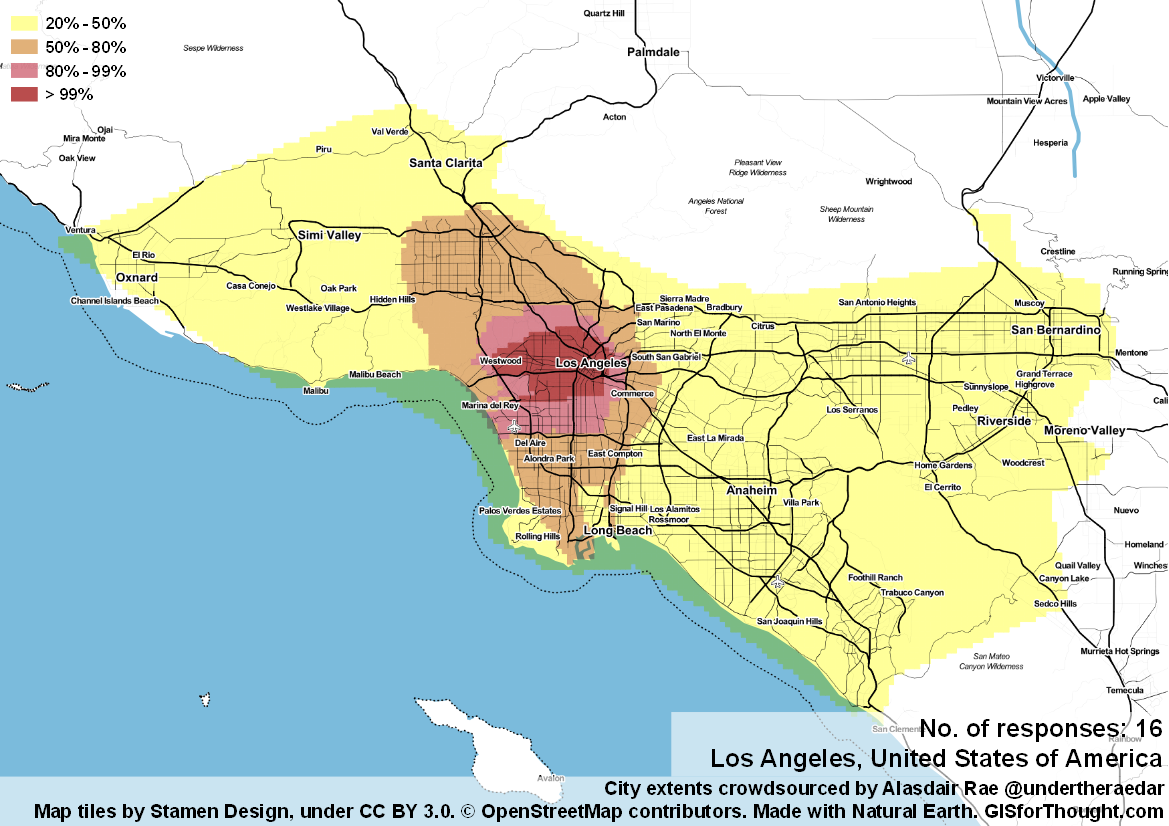 20% - 50%
50% - 80%
80% - 99%
> 99%
Quartz Hill
Sespe Wilderness
Palmdale
Victorville
Mountain View Acres
Apple Valley
Acton
Val Verde
Ojai
Mira Monte
Oak View
Piru
Hesperia
Santa Clarita
Pleasant View
Ridge Wilderness
Wrightwood
Angeles National
Forest
Sheep Mountain
Wilderness
Ventura
Simi Valley
El Rio
Oxnard
Casa Conejo
Oak Park
Crestline
Running Spring
Channel Islands Beach
Westlake Village
Hidden Hills
Sierra Madre
East Pasadena
Bradbury
San Antonio Heights
Muscoy
San Marino
Citrus
North El Monte
San Bernardino
Westwood
Los Angeles
South San Gabriel
Mentone
Malibu Beach
Malibu
Grand Terrace
Sunnyslope
Highgrove
Commerce
Cali
Marina del Rey
Los Serranos
Pedley
Riverside
Moreno Valley
Del Aire
East La Mirada
Alondra Park
East Compton
Home Gardens
Woodcrest
Anaheim
El Cerrito
Villa Park
Palos Verdes Estates
Signal Hill
Los Alamitos
Rossmoor
Nuevo
Long Beach
Rolling Hills
Homeland
Quail Valley
Winches
Foothill Ranch
Canyon Lake
Trabuco Canyon
Sedco Hills
San Joaquin Hills
Murrieta Hot Springs
San Mateo
Canyon Wilderness
Temecula
San Clement
No. of responses: 16
Rainbow
Los Angeles, United States of America
Avalon
City extents crowdsourced by Alasdair Rae @undertheraedar
Map tiles by Stamen Design, under CC BY 3.0. © OpenStreetMap contributors. Made with Natural Earth. GISforThought.com